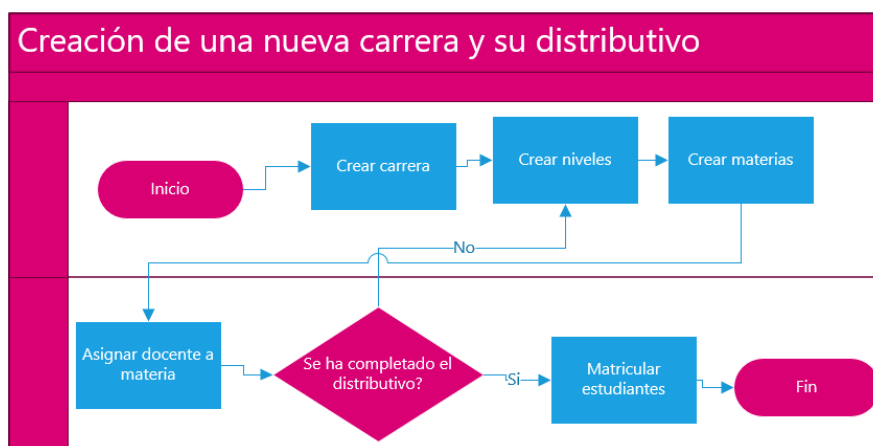 Creación de una nueva carrera y su distributivo
Inicio
Crear carrera
Crear niveles
Crear materias
No
Asignar docente a
materia
Se ha completado el
distributivo?
Si
Matricular
estudiantes
Fin